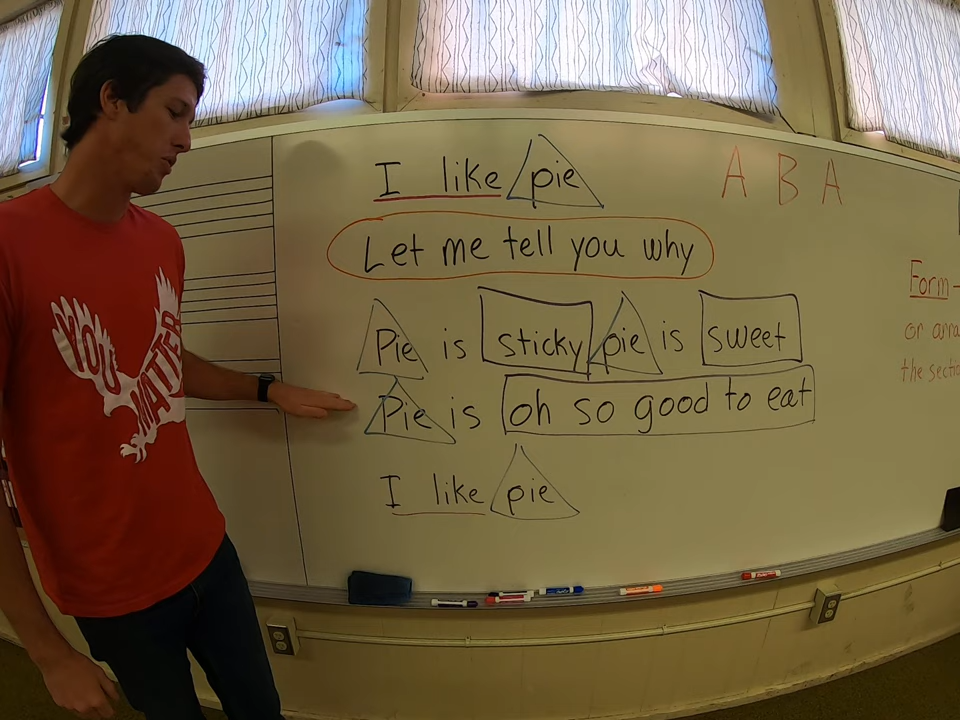 I like pie
Let me tell you why
Pie is sticky pie is sweet
Pie is oh so good to eat
I like pie
A B A
Form-
or
the
YOU
MATTER